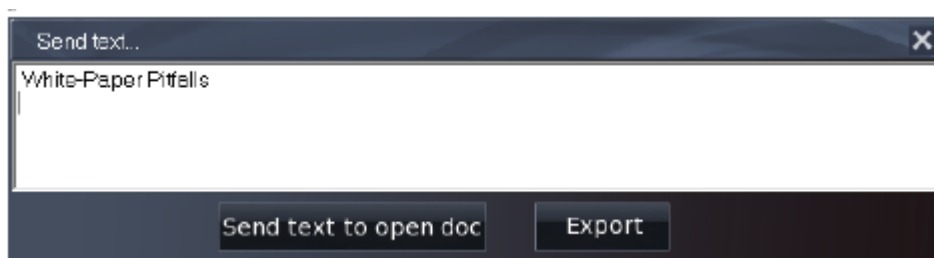 Send text...
White-Paper Pitfalls
Send text to open doc Export